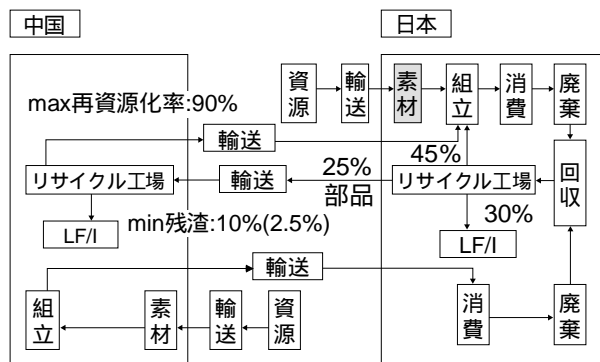 中国
日本
資源
輸送
素材
組立
消費
廃棄
max再資源化率:90%
輸送
リサイクル工場
輸送
25%
部品
45%
リサイクル工場
回収
30%
LF/I
min残渣:10%(2.5%)
LF/I
輸送
組立
素材
輸送
資源
消費
廃棄